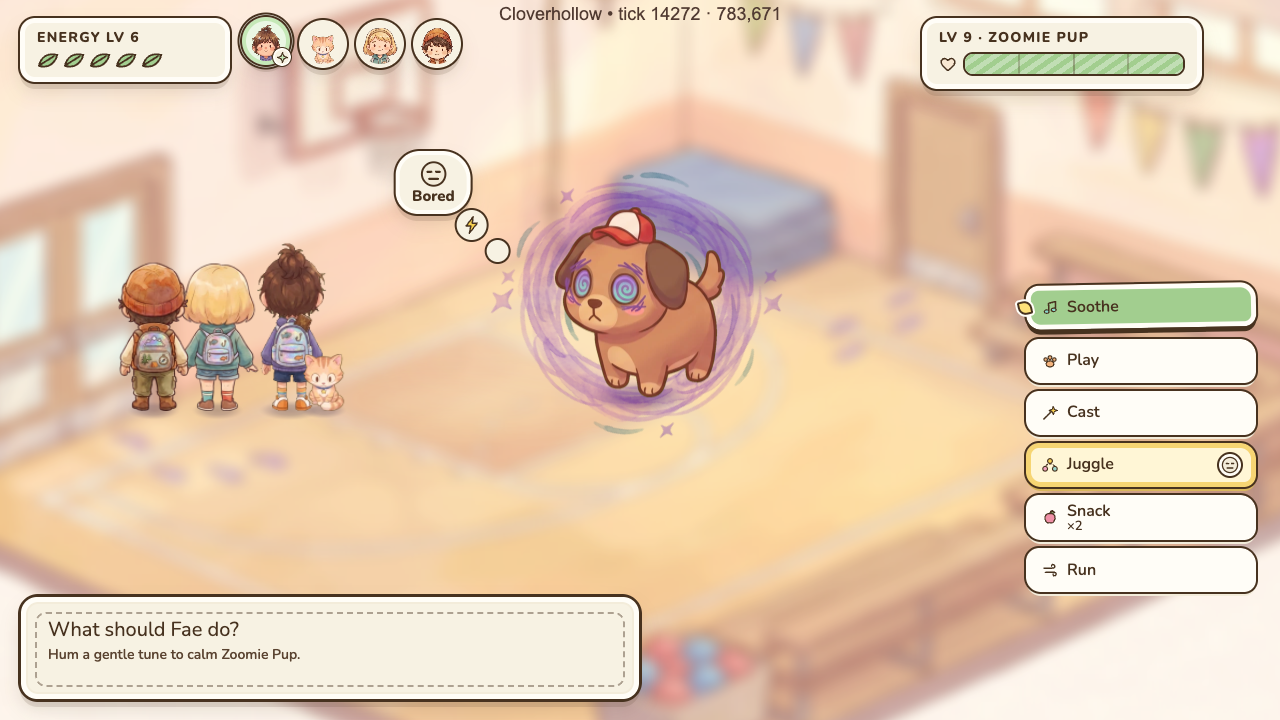 Cloverhollow • tick 14272 · 783,671
ENERGY LV 6
LV 9 · ZOOMIE PUP
Bored
Soothe
Play
Cast
Juggle
Snack
×2
Run
What should Fae do?
Hum a gentle tune to calm Zoomie Pup.